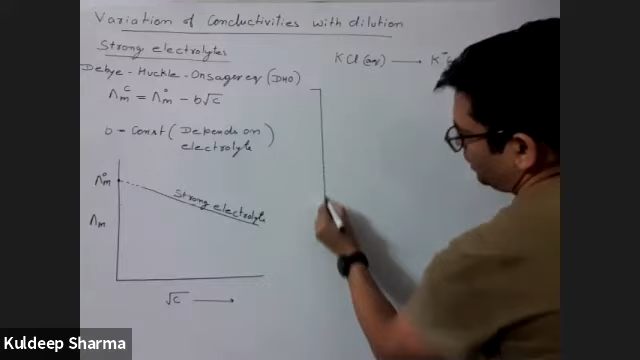 Variation of Conductivities with dilution
Strong electrolytes
Debye-Huckle-Onsager eq (DHO)
Λm^c = Λm° - b√c
b = Const (Depends on
electrolyte)
Λm°
Strong electrolyte
Λm
√c →
KCl (aq) → K⁺
Kuldeep Sharma